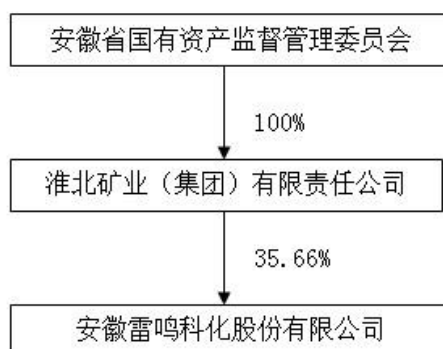 安徽省国有资产监督管理委员会
100%
淮北矿业（集团）有限责任公司
35.66%
安徽雷鸣科化股份有限公司